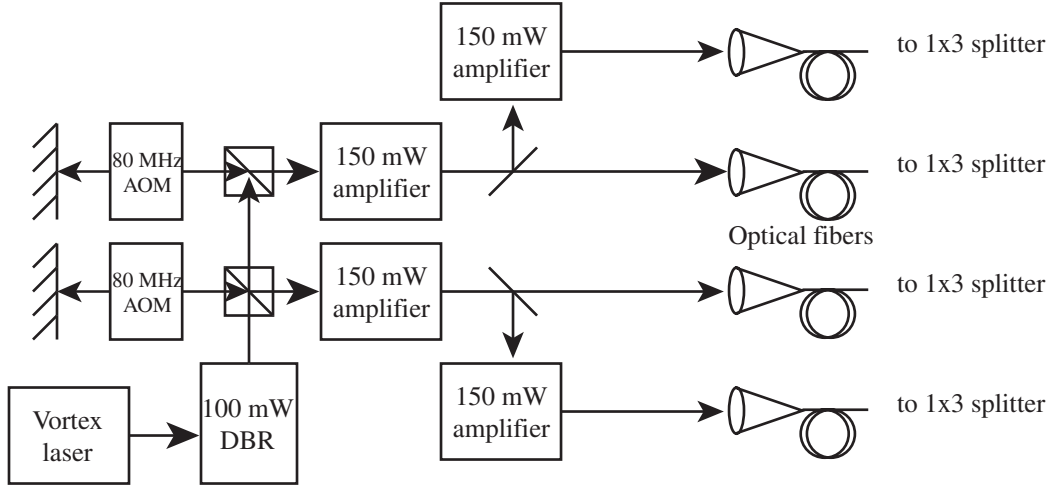 150 mW
amplifier
to 1x3 splitter
80 MHz
AOM
150 mW
amplifier
to 1x3 splitter
Optical fibers
80 MHz
AOM
150 mW
amplifier
to 1x3 splitter
Vortex
laser
100 mW
DBR
150 mW
amplifier
to 1x3 splitter